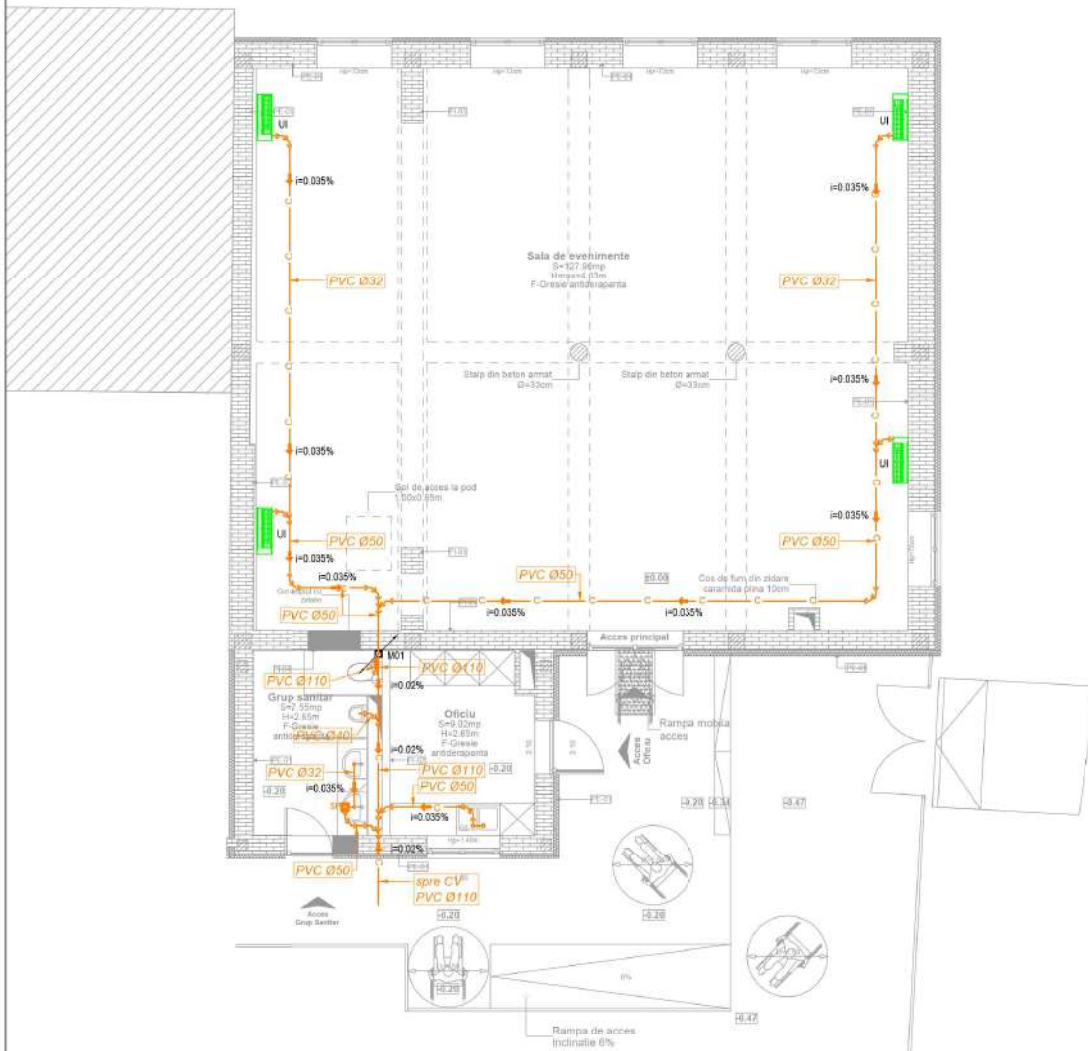 UI
UI
i=0.035%
i=0.035%
Sala de evenimente
F-Gresie antiderapanta
PVC Ø32
PVC Ø32
Stalp din beton armat
Ø=33cm
Stalp din beton armat
Ø=33cm
i=0.035%
i=0.035%
UI
Gol de acces la pod
UI
PVC Ø50
i=0.035%
PVC Ø50
i=0.035%
i=0.035%
PVC Ø50
±0.00
Cos de fum din zidarie
caramida plina 10cm
PVC Ø50
i=0.035%
i=0.035%
Acces principal
M01
PVC Ø110
PVC Ø110
i=0.02%
Grup sanitar
S=7.55mp
H=2.65m
F-Gresie
Oficiu
S=9.02mp
H=2.65m
F-Gresie
antiderapanta
Rampa mobila
acces
PVC Ø40
Acces
Oficiu
i=0.02%
PVC Ø32
PVC Ø110
-0.20
PVC Ø50
i=0.035%
-0.20
i=0.035%
-0.20
-0.34
-0.47
i=0.02%
PVC Ø50
spre CV
PVC Ø110
Acces
Grup Sanitar
-0.20
-0.20
-0.20
6%
-0.47
Rampa de acces
Inclinatie 6%